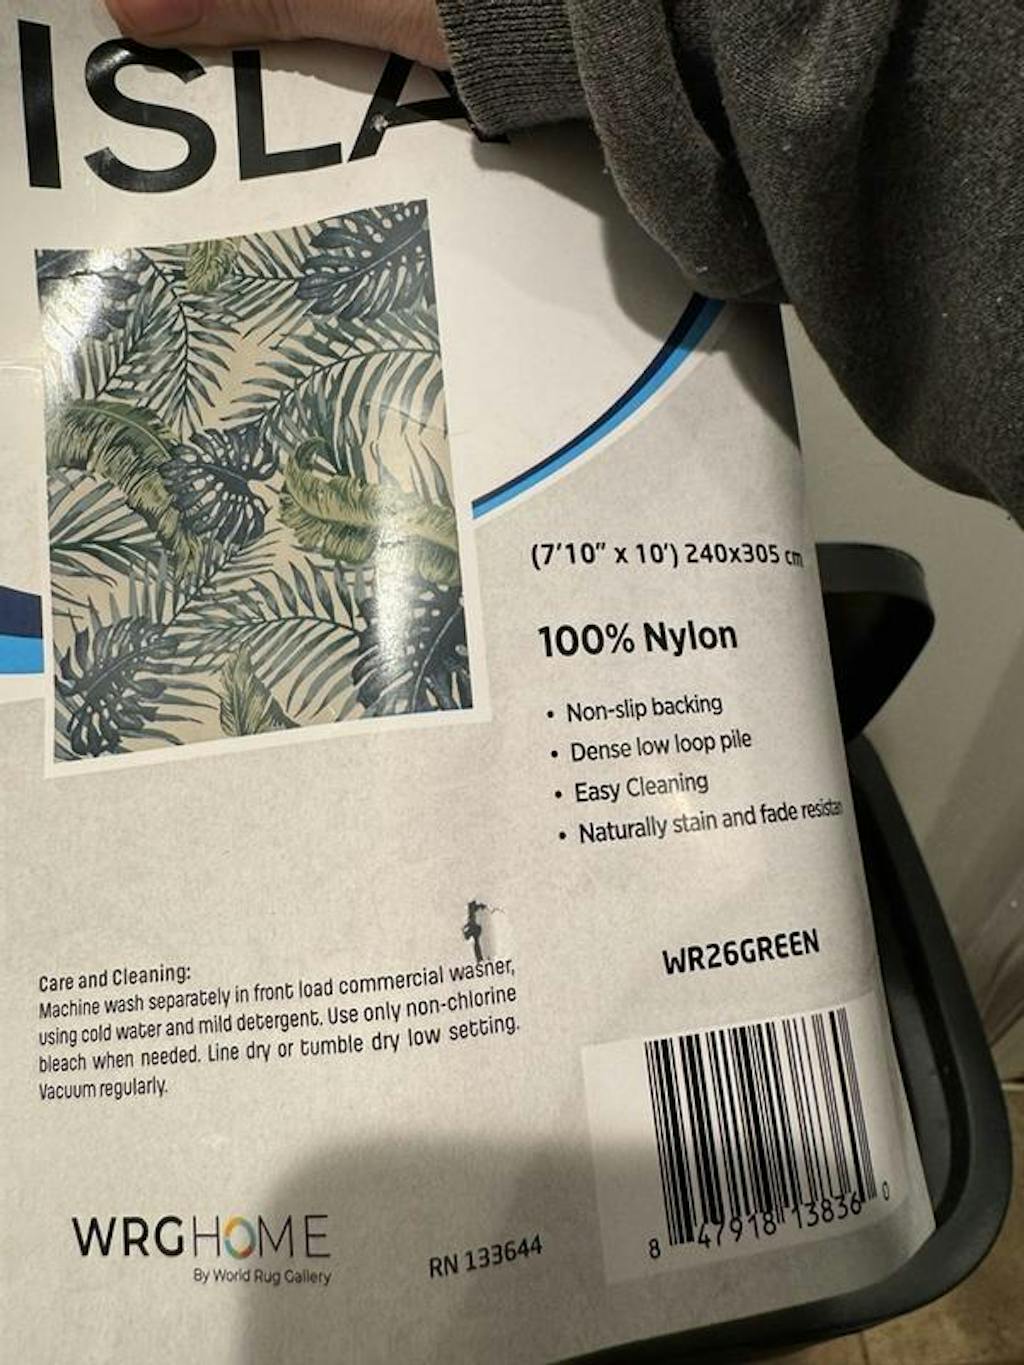 ISLA
(7'10" x 10') 240x305 cm
100% Nylon
• Non-slip backing
• Dense low loop pile
• Easy Cleaning
• Naturally stain and fade resistan
WR26GREEN
Care and Cleaning:
Machine wash separately in front load commercial washer,
using cold water and mild detergent. Use only non-chlorine
bleach when needed. Line dry or tumble dry low setting.
Vacuum regularly.
WRGHOME
By World Rug Gallery
RN 133644
8 47918 13836 0